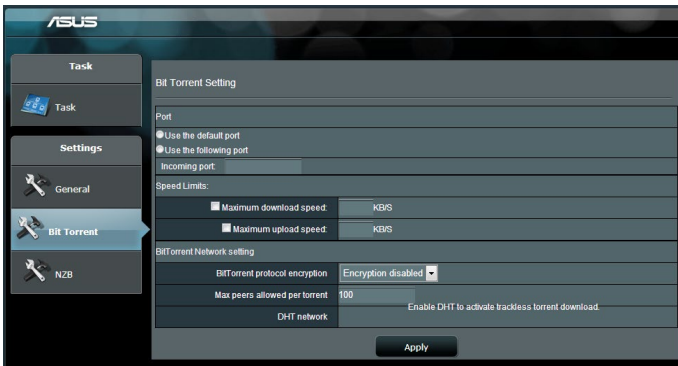 ASUS
Task
Task
Settings
General
Bit Torrent
NZB
Bit Torrent Setting
Port
Use the default port
Use the following port
Incoming port:
Speed Limits:
Maximum download speed: KB/S
Maximum upload speed: KB/S
BitTorrent Network setting
BitTorrent protocol encryption Encryption disabled
Max peers allowed per torrent 100
DHT network Enable DHT to activate trackless torrent download.
Apply